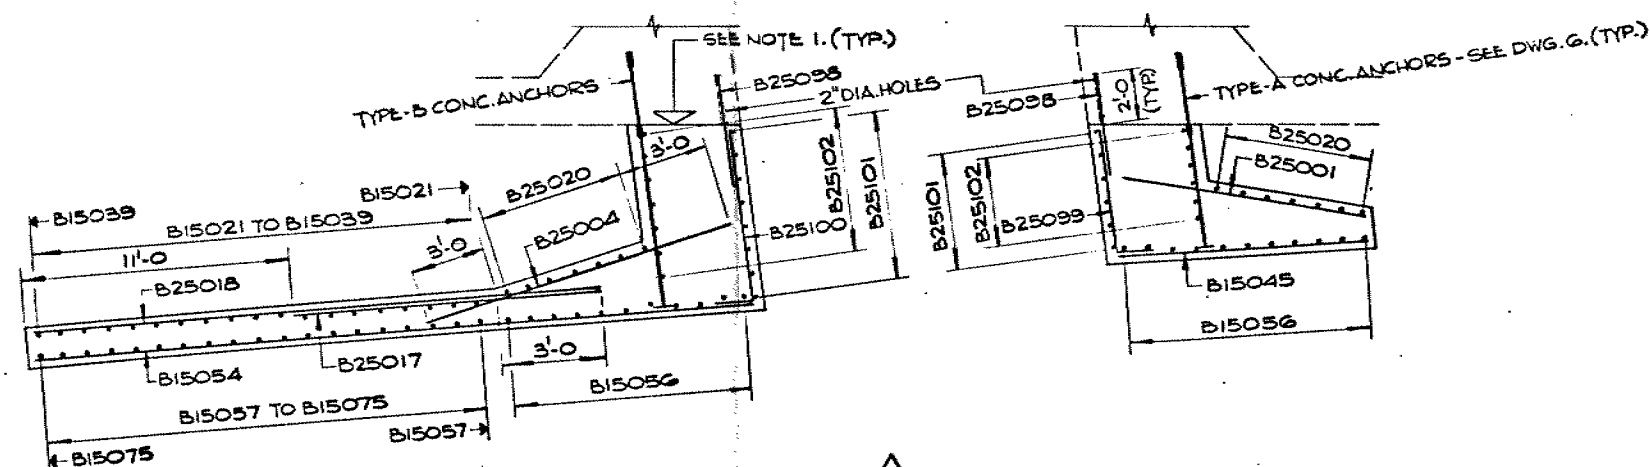 SEE NOTE 1. (TYP.)
TYPE-B CONC. ANCHORS
B25098
2" DIA. HOLES
B25098
2'-0
(TYP.)
TYPE-A CONC. ANCHORS - SEE DWG. 6. (TYP.)
3'-0
B25102
B25101
B25020
B15021
B15039
B15021 TO B15039
B25004
3'-0
B25100
11'-0
B25018
B15054
B25017
3'-0
B15056
B15057 TO B15075
B15057
B15075
B25020
B25001
B25101
B25102
B25099
B15045
B15056